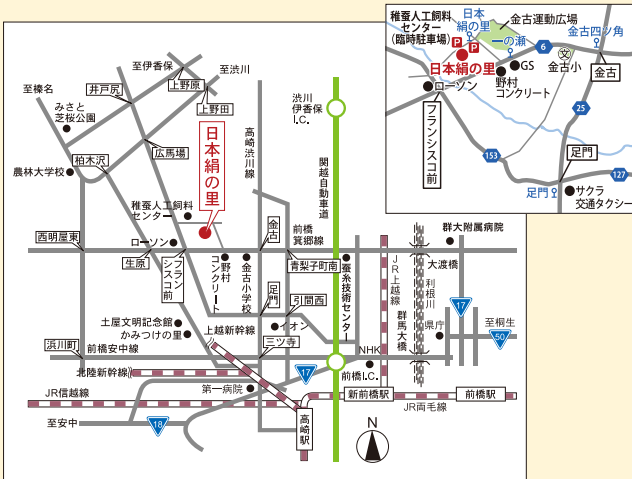 稚蚕人工飼料
センター
(臨時駐車場)
日本
絹の里
金古運動広場
金古四ツ角
一の瀬
P
P
6
文
金古小
GS
日本絹の里
野村
コンクリート
金古
ローソン
フランシスコ前
25
153
足門
127
足門
サクラ
交通タクシー
至伊香保
至渋川
上野原
至榛名
井戸尻
上野田
みさと
芝桜公園
渋川
伊香保
I.C.
日本絹の里
高崎渋川線
関越自動車道
広馬場
柏木沢
農林大学校
稚蚕人工飼料
センター
群大附属病院
前橋
箕郷線
金古
西明屋東
ローソン
生原
フランシスコ前
野村
コンクリート
金古小学校
青梨子町南
蚕糸技術センター
JR上越線
大渡橋
利根川
群馬大橋
17
足門
引間西
イオン
土屋文明記念館
かみつけの里
上越新幹線
県庁
至桐生
50
浜川町
前橋安中線
三ツ寺
NHK
北陸新幹線
17
前橋I.C.
第一病院
JR信越線
新前橋駅
前橋駅
JR両毛線
至安中
18
高崎駅
N